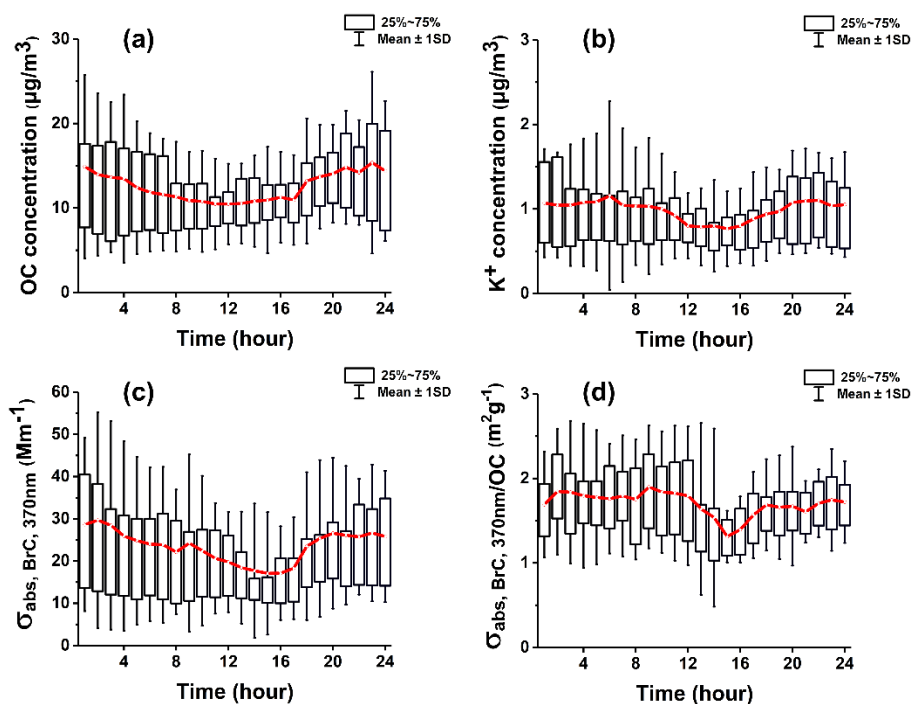 (a)
25%~75%
Mean ± 1SD
OC concentration (μg/m³)
30
20
10
0
4 8 12 16 20 24
Time (hour)
(b)
25%~75%
Mean ± 1SD
K⁺ concentration (μg/m³)
3
2
1
0
4 8 12 16 20 24
Time (hour)
(c)
25%~75%
Mean ± 1SD
σabs, BrC, 370nm (Mm⁻¹)
60
50
40
30
20
10
0
4 8 12 16 20 24
Time (hour)
(d)
25%~75%
Mean ± 1SD
σabs, BrC, 370nm/OC (m²g⁻¹)
3
2
1
0
4 8 12 16 20 24
Time (hour)